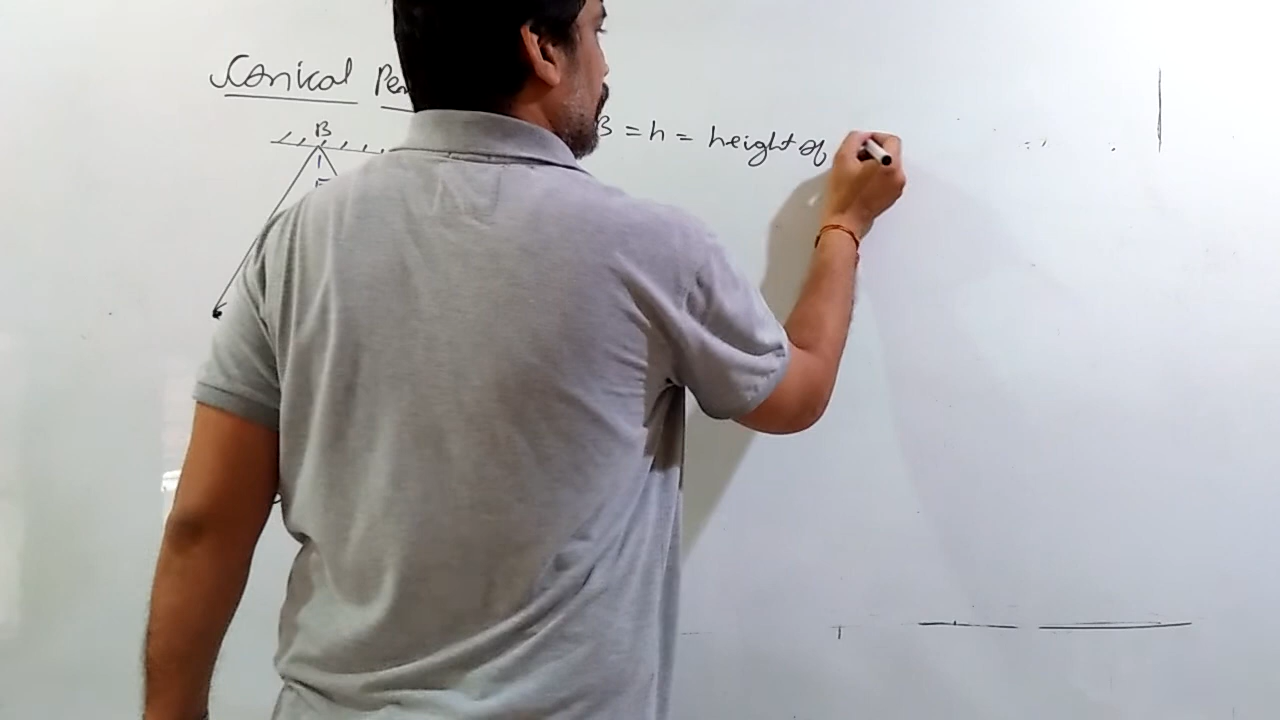 Conical Pen
B
B = h = height of